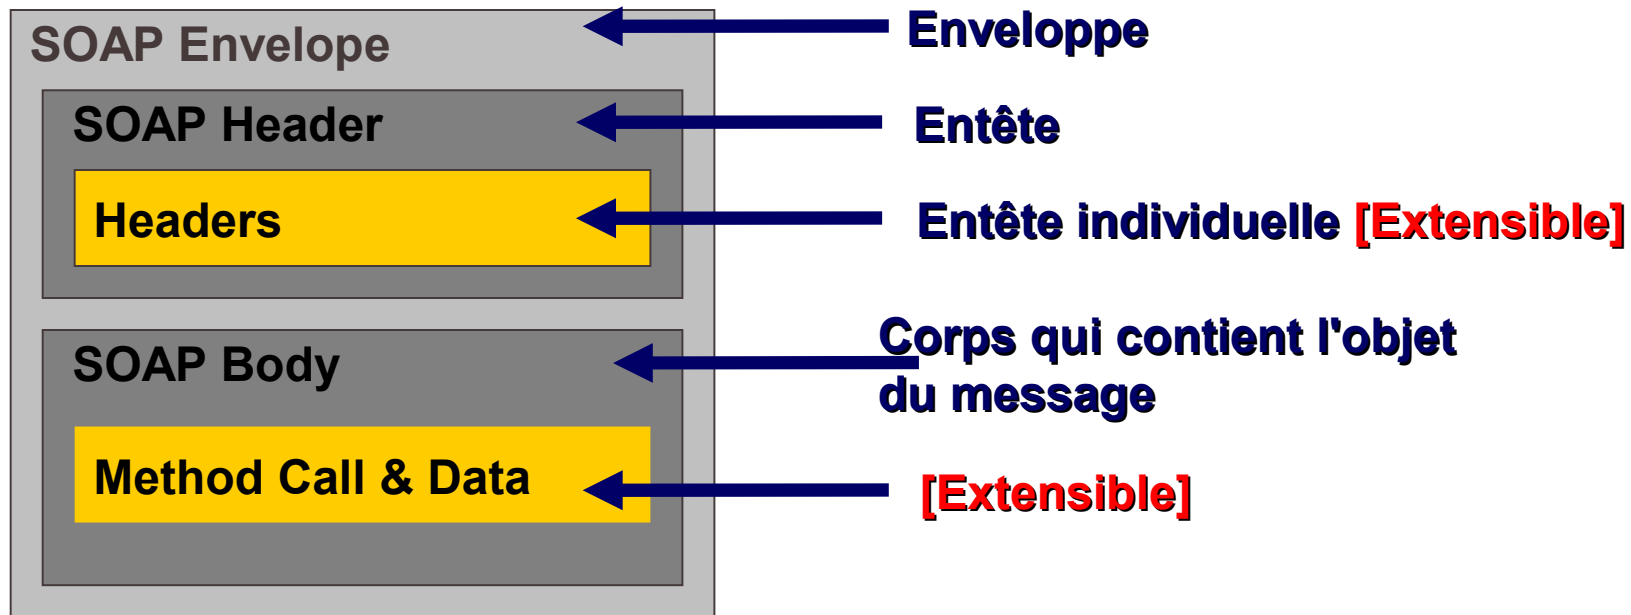 SOAP Envelope
Enveloppe
SOAP Header
Entête
Headers
Entête individuelle [Extensible]
SOAP Body
Corps qui contient l'objet
du message
Method Call & Data
[Extensible]